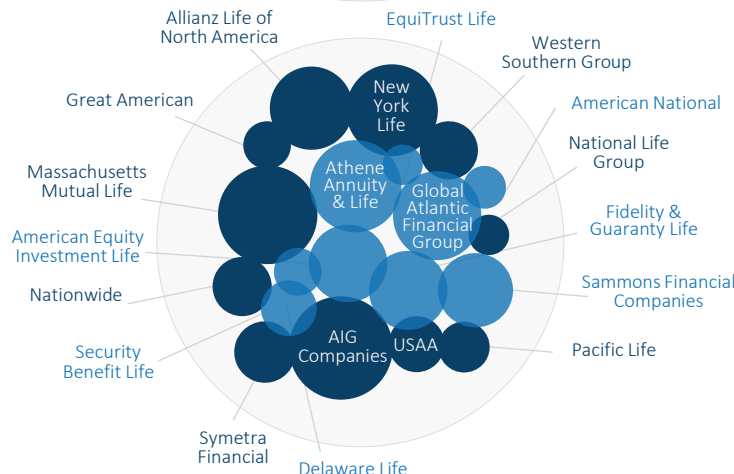 Allianz Life of
North America
EquiTrust Life
Western
Southern Group
Great American
New
York
Life
American National
National Life
Group
Massachusetts
Mutual Life
Athene
Annuity
& Life
Global
Atlantic
Financial
Group
Fidelity &
Guaranty Life
American Equity
Investment Life
Nationwide
Sammons Financial
Companies
Security
Benefit Life
AIG
Companies
USAA
Pacific Life
Symetra
Financial
Delaware Life